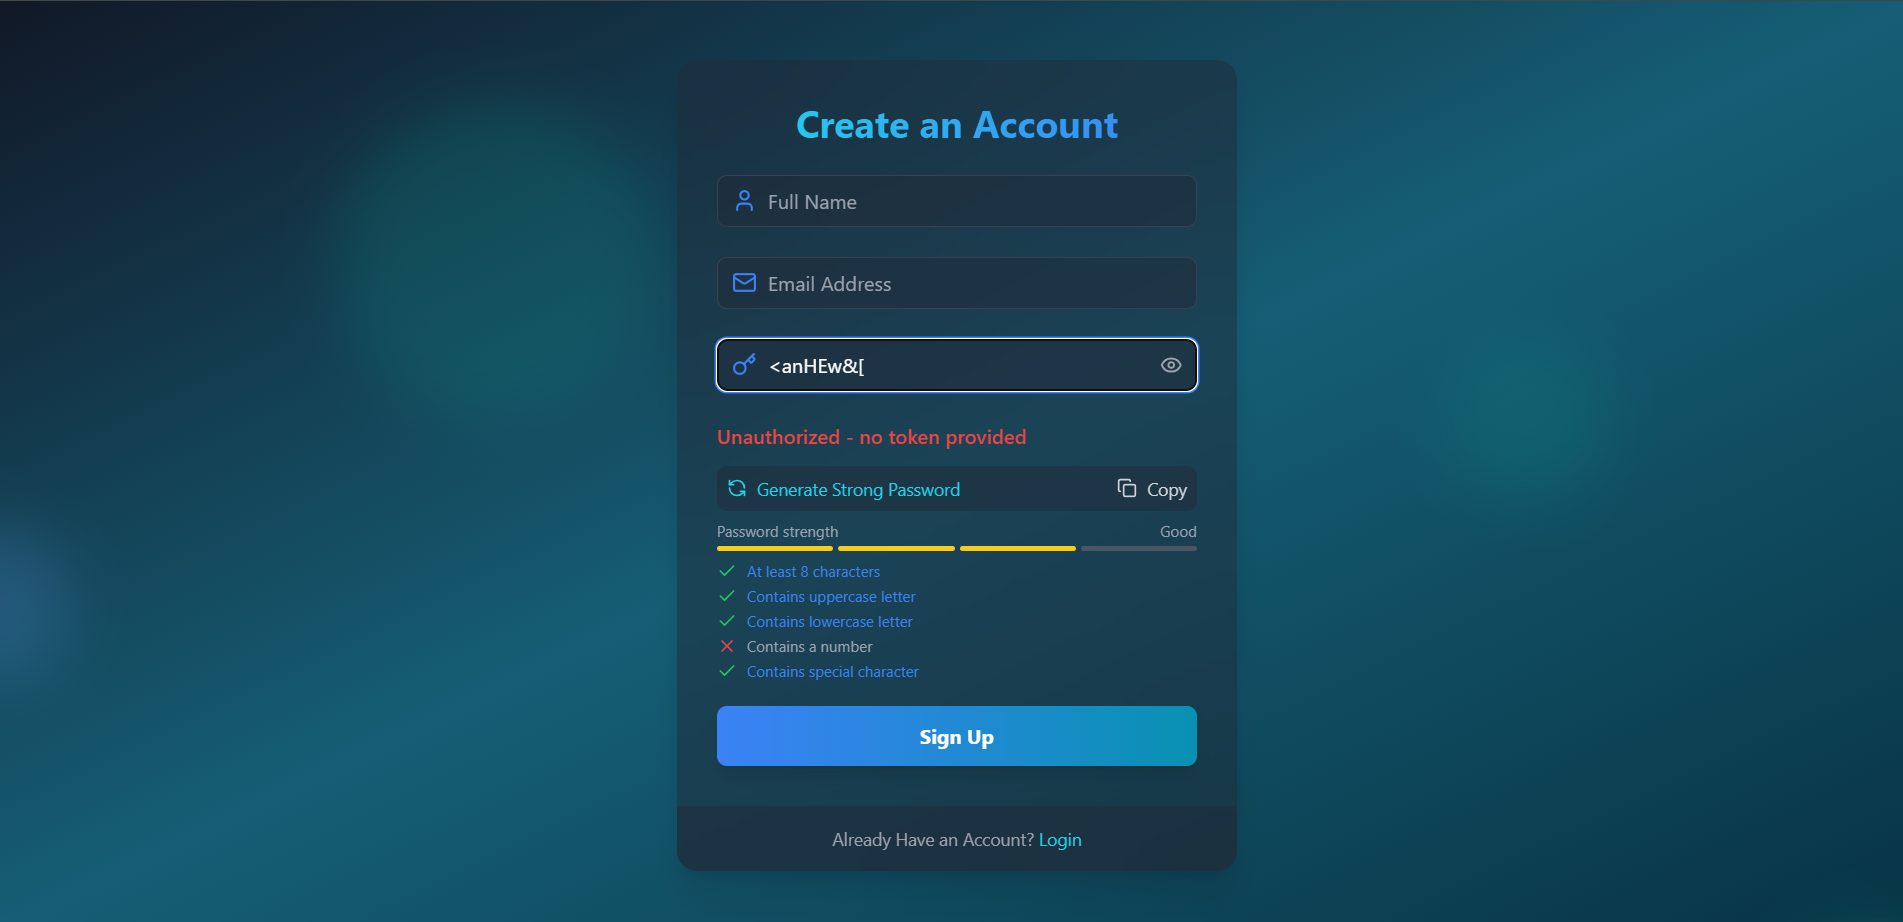 Create an Account
Full Name
Email Address
<anHEw&[
Unauthorized - no token provided
Generate Strong Password Copy
Password strength Good
At least 8 characters
Contains uppercase letter
Contains lowercase letter
Contains a number
Contains special character
Sign Up
Already Have an Account? Login